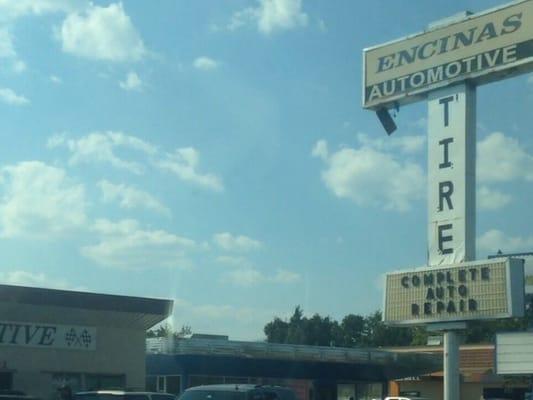 ENCINAS
AUTOMOTIVE
TIRE
COMPLETE
AUTO
REPAIR
TIVE